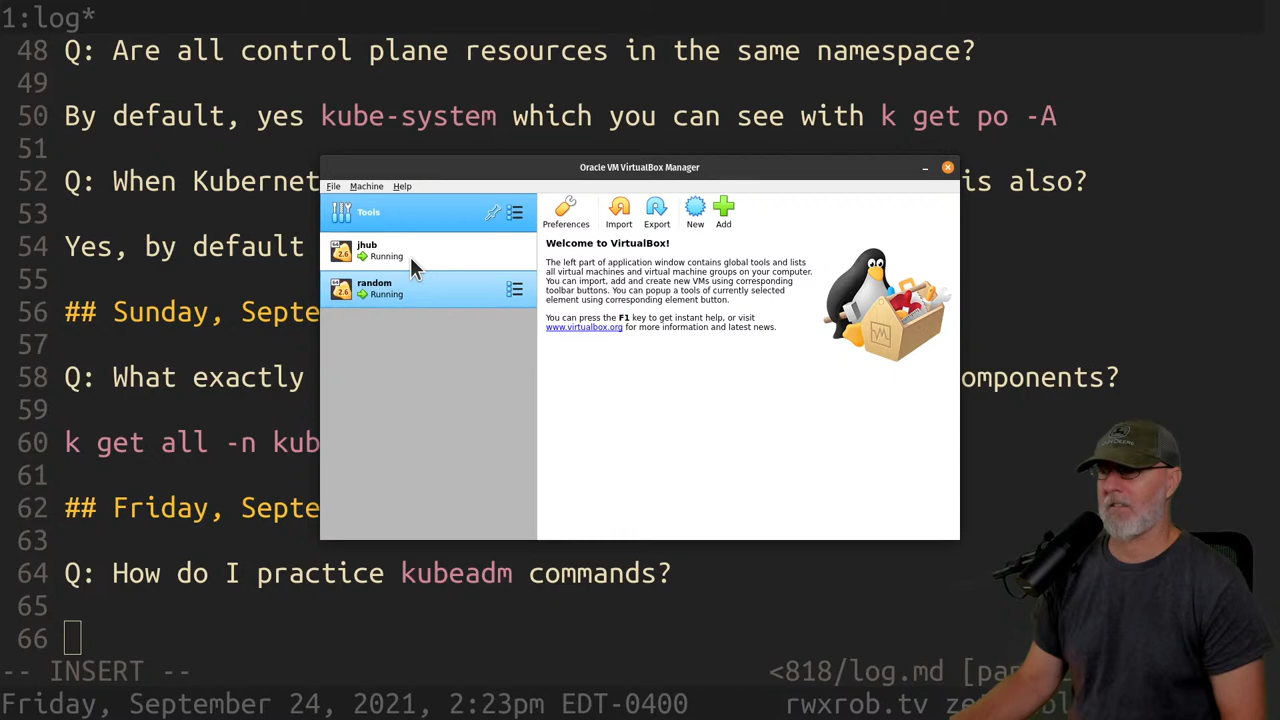 1:log*
48 Q: Are all control plane resources in the same namespace?
49
50 By default, yes kube-system which you can see with k get po -A
51
52 Q: When Kubernet is also?
53
54 Yes, by default
55
56 ## Sunday, Septe
57
58 Q: What exactly omponents?
59
60 k get all -n kub
61
62 ## Friday, Septe
63
64 Q: How do I practice kubeadm commands?
65
66
-- INSERT -- <818/log.md [pa
Friday, September 24, 2021, 2:23pm EDT-0400 rwxrob.tv ze
Oracle VM VirtualBox Manager
File Machine Help
Tools
jhub
Running
random
Running
Preferences Import Export New Add
Welcome to VirtualBox!
The left part of application window contains global tools and lists
all virtual machines and virtual machine groups on your computer.
You can import, add and create new VMs using corresponding
toolbar buttons. You can popup a tools of currently selected
element using corresponding element button.
You can press the F1 key to get instant help, or visit
www.virtualbox.org for more information and latest news.
64
2.6
64
2.6